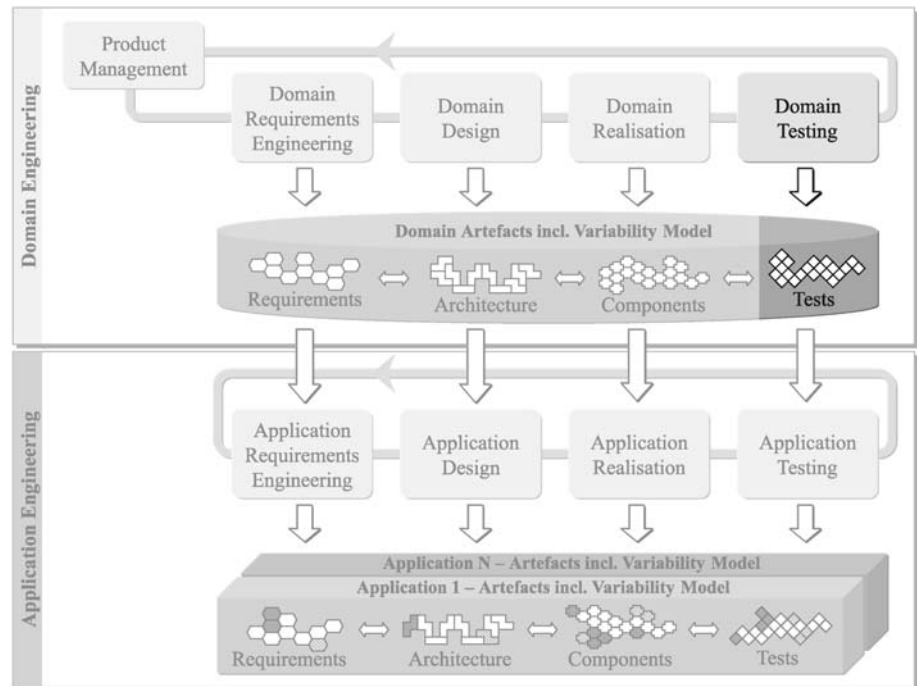 Domain Engineering
Product
Management
Domain
Requirements
Engineering
Domain
Design
Domain
Realisation
Domain
Testing
Domain Artefacts incl. Variability Model
Requirements
Architecture
Components
Tests
Application Engineering
Application
Requirements
Engineering
Application
Design
Application
Realisation
Application
Testing
Application N – Artefacts incl. Variability Model
Application 1 – Artefacts incl. Variability Model
Requirements
Architecture
Components
Tests